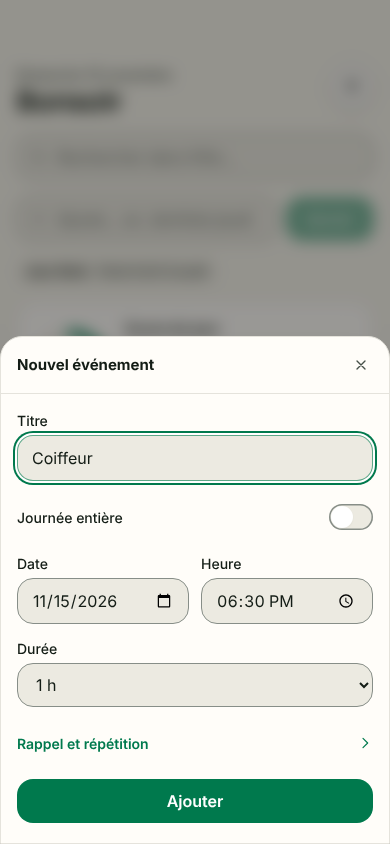 Bonsoir
Nouvel événement
Titre
Coiffeur
Journée entière
Date
Heure
11/15/2026
06:30 PM
Durée
1 h
Rappel et répétition
Ajouter